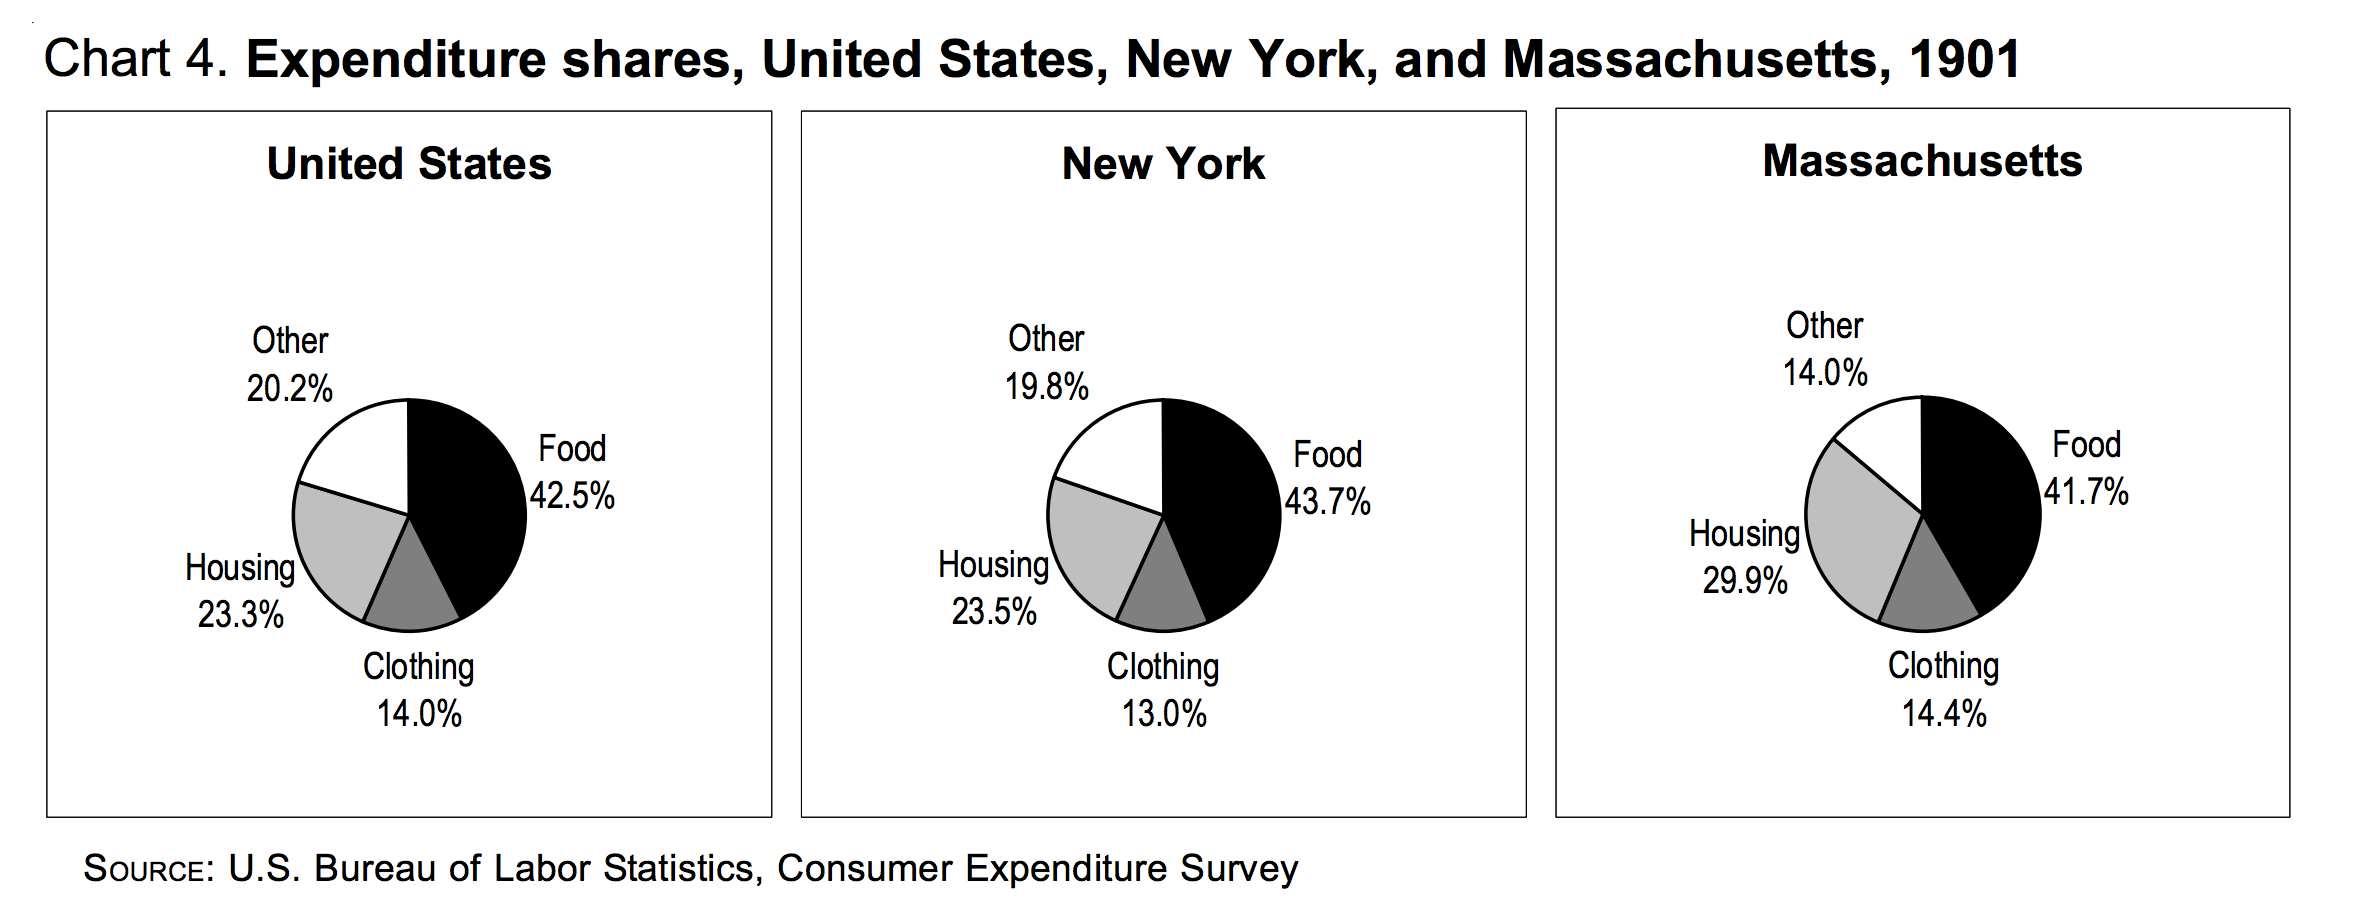 Chart 4. Expenditure shares, United States, New York, and Massachusetts, 1901
United States
Other
20.2%
Food
42.5%
Housing
23.3%
Clothing
14.0%
New York
Other
19.8%
Food
43.7%
Housing
23.5%
Clothing
13.0%
Massachusetts
Other
14.0%
Food
41.7%
Housing
29.9%
Clothing
14.4%
SOURCE: U.S. Bureau of Labor Statistics, Consumer Expenditure Survey